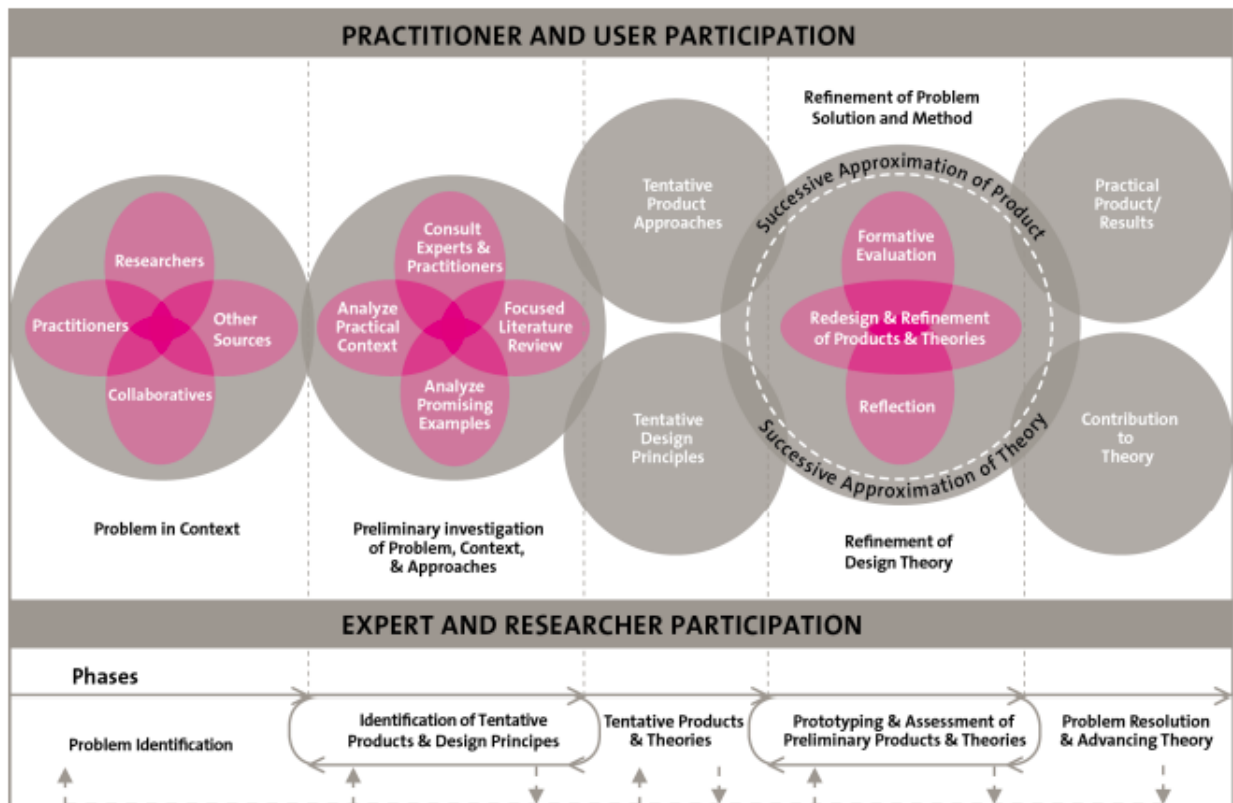 PRACTITIONER AND USER PARTICIPATION
Researchers
Practitioners
Other
Sources
Collaboratives
Problem in Context
Consult
Experts &
Practitioners
Analyze
Practical
Context
Focused
Literature
Review
Analyze
Promising
Examples
Preliminary investigation
of Problem, Context,
& Approaches
Tentative
Product
Approaches
Tentative
Design
Principles
Refinement of Problem
Solution and Method
Successive Approximation of Product
Formative
Evaluation
Redesign & Refinement
of Products & Theories
Reflection
Successive Approximation of Theory
Refinement of
Design Theory
Practical
Product/
Results
Contribution
to
Theory
EXPERT AND RESEARCHER PARTICIPATION
Phases
Problem Identification
Identification of Tentative
Products & Design Principes
Tentative Products
& Theories
Prototyping & Assessment of
Preliminary Products & Theories
Problem Resolution
& Advancing Theory